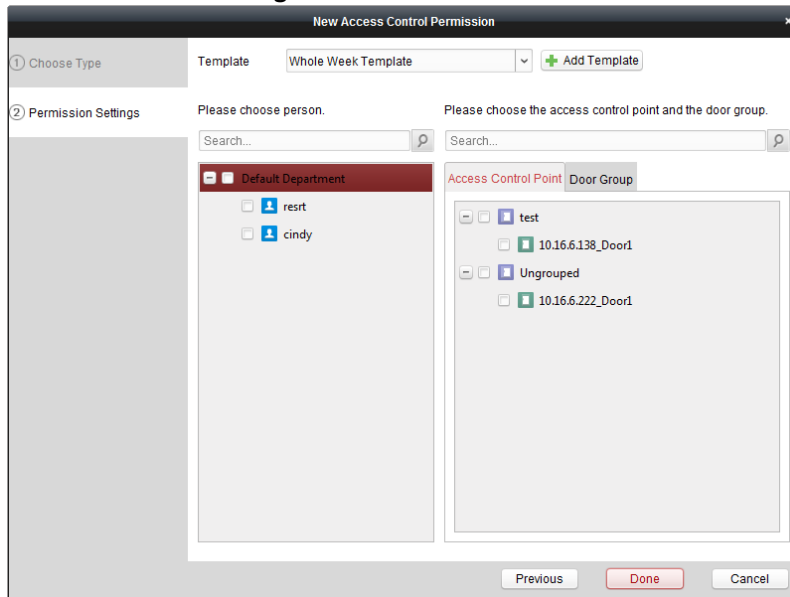 New Access Control Permission
×
1 Choose Type
Template Whole Week Template Add Template
2 Permission Settings
Please choose person.
Please choose the access control point and the door group.
Search...
Search...
Default Department
resrt
cindy
Access Control Point Door Group
test
10.16.6.138_Door1
Ungrouped
10.16.6.222_Door1
Previous Done Cancel